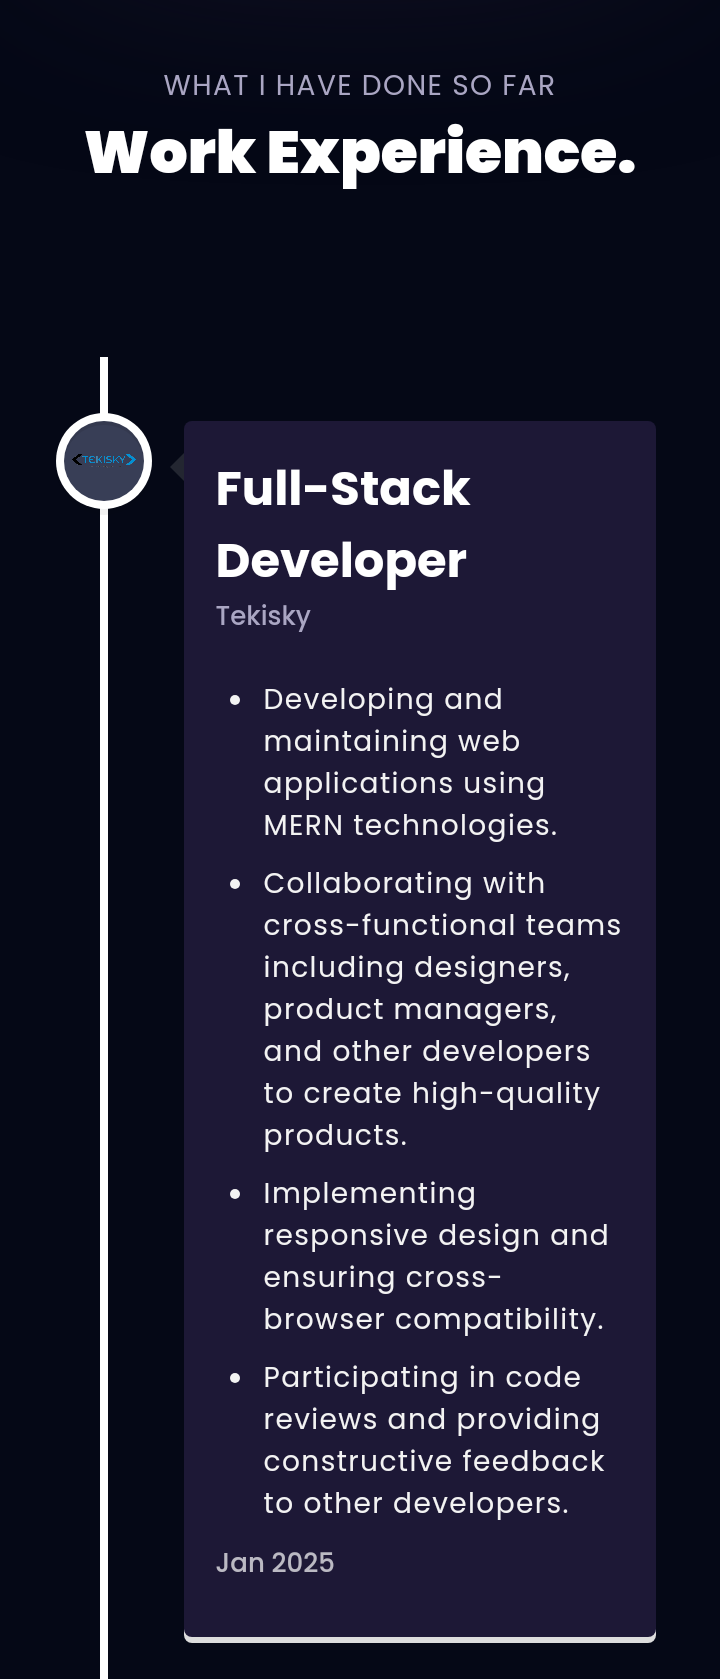 WHAT I HAVE DONE SO FAR
Work Experience.
TEKISKY
Full-Stack
Developer
Tekisky
• Developing and
maintaining web
applications using
MERN technologies.
• Collaborating with
cross-functional teams
including designers,
product managers,
and other developers
to create high-quality
products.
• Implementing
responsive design and
ensuring cross-
browser compatibility.
• Participating in code
reviews and providing
constructive feedback
to other developers.
Jan 2025